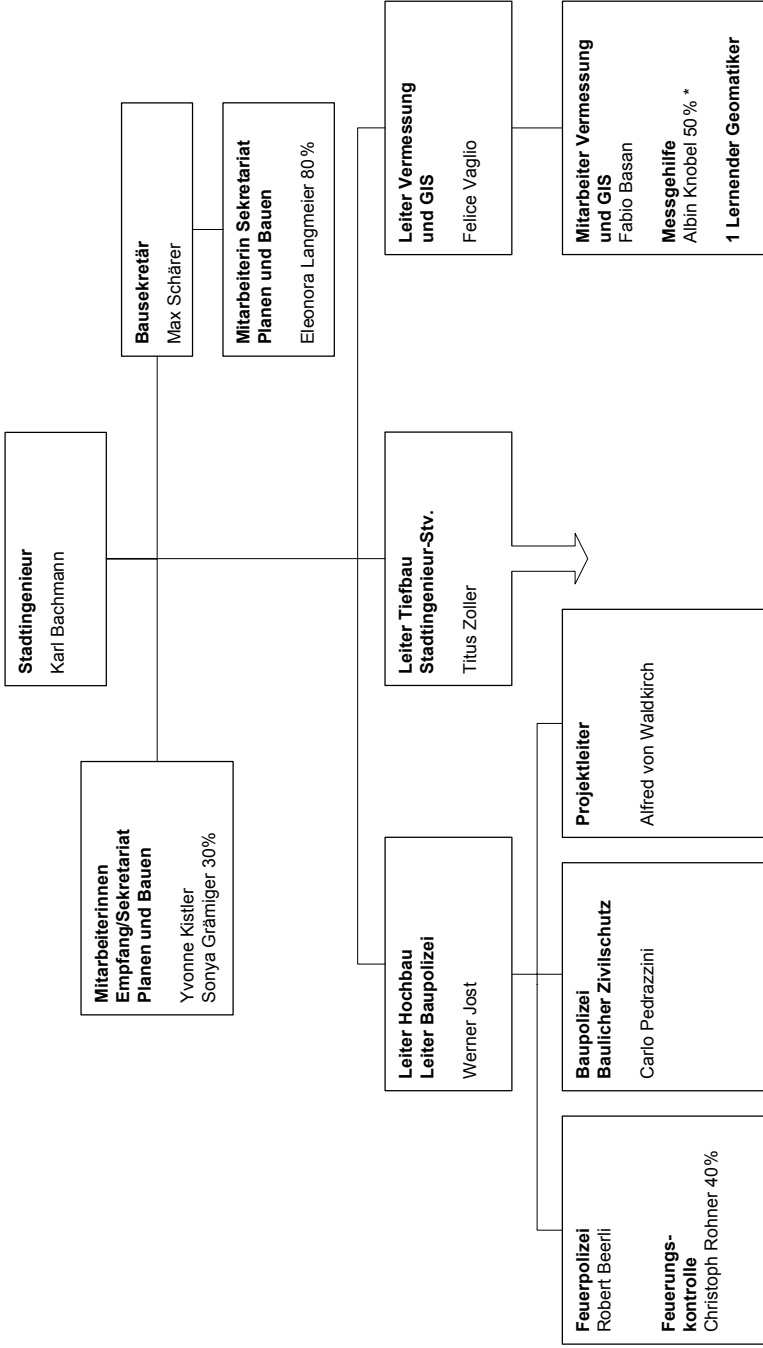 Stadtingenieur
Karl Bachmann
Mitarbeiterinnen
Empfang/Sekretariat
Planen und Bauen
Yvonne Kistler
Sonya Grämiger 30%
Bausekretär
Max Schärer
Mitarbeiterin Sekretariat
Planen und Bauen
Eleonora Langmeier 80%
Leiter Hochbau
Leiter Baupolizei
Werner Jost
Leiter Tiefbau
Stadtingenieur-Stv.
Titus Zoller
Leiter Vermessung
und GIS
Felice Vaglio
Feuerpolizei
Robert Beerli
Feuerungs-
kontrolle
Christoph Rohner 40%
Baupolizei
Baulicher Zivilschutz
Carlo Pedrazzini
Projektleiter
Alfred von Waldkirch
Mitarbeiter Vermessung
und GIS
Fabio Basan
Messgehilfe
Albin Knobel 50% *
1 Lernender Geomatiker